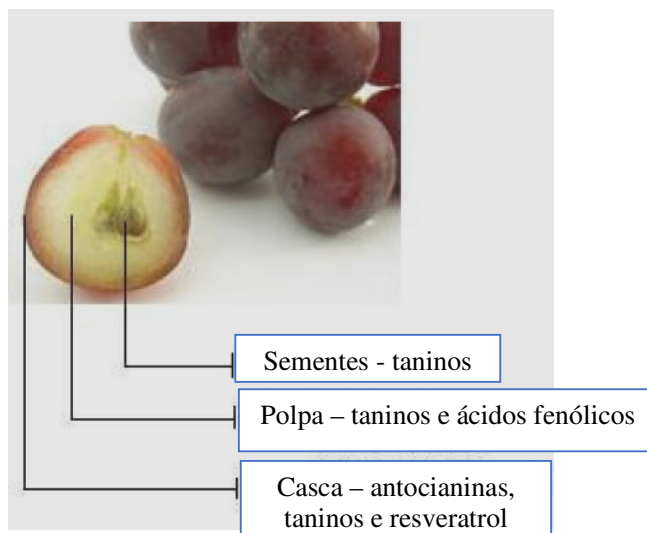 Sementes - taninos
Polpa – taninos e ácidos fenólicos
Casca – antocianinas,
taninos e resveratrol